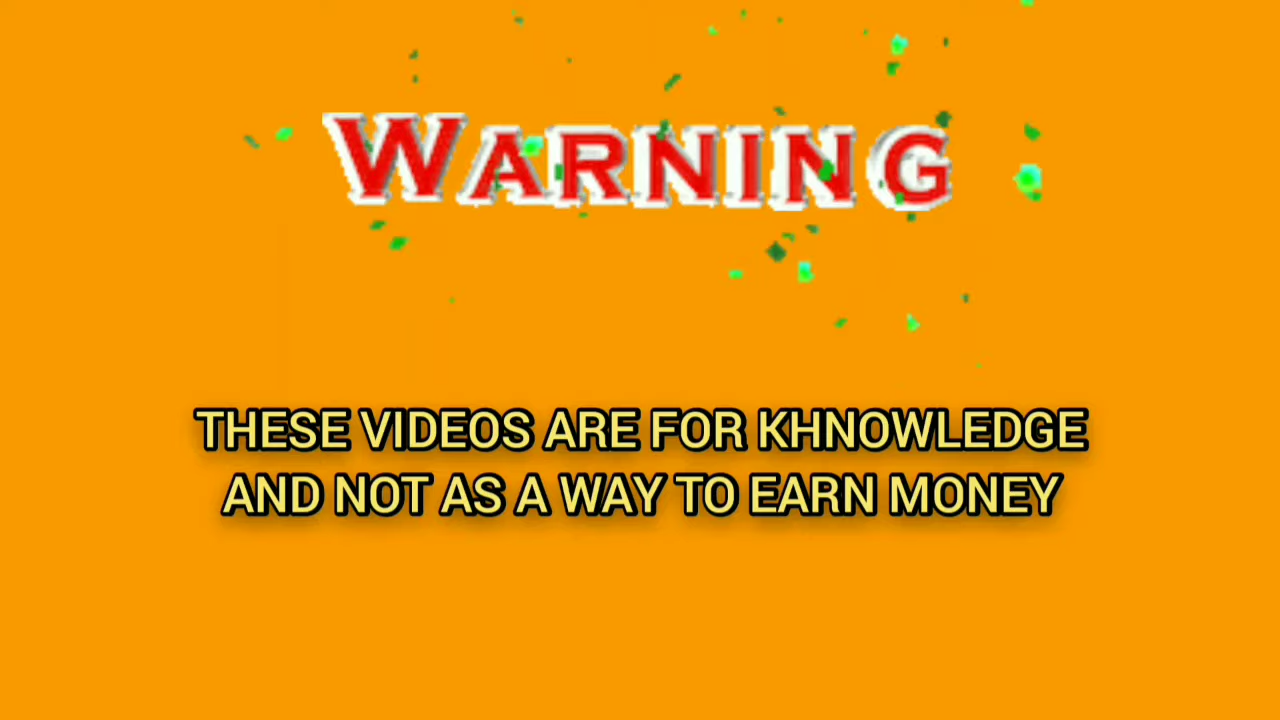 WARNING
THESE VIDEOS ARE FOR KHNOWLEDGE
AND NOT AS A WAY TO EARN MONEY